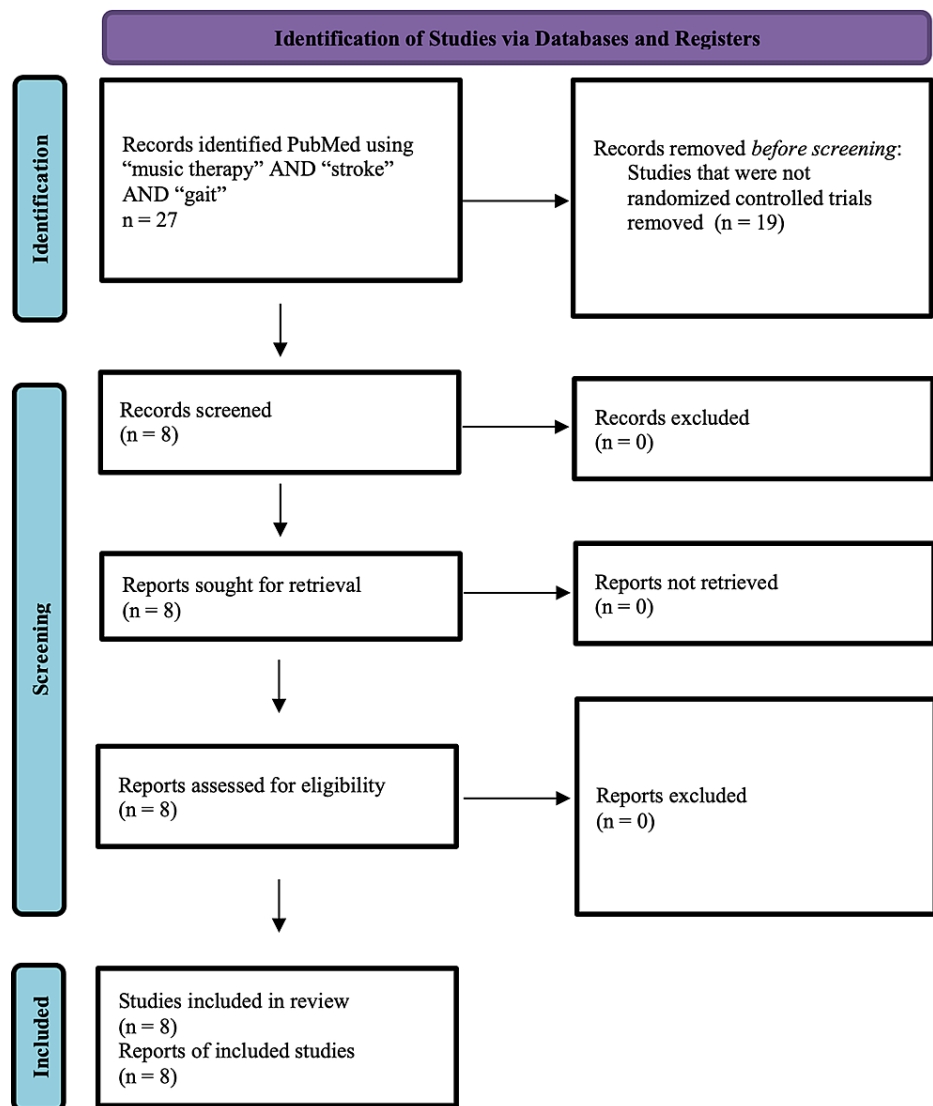 Identification of Studies via Databases and Registers
Identification
Records identified PubMed using
“music therapy” AND “stroke”
AND “gait”
n = 27
Records removed before screening:
Studies that were not
randomized controlled trials
removed (n = 19)
Screening
Records screened
(n = 8)
Records excluded
(n = 0)
Reports sought for retrieval
(n = 8)
Reports not retrieved
(n = 0)
Reports assessed for eligibility
(n = 8)
Reports excluded
(n = 0)
Included
Studies included in review
(n = 8)
Reports of included studies
(n = 8)